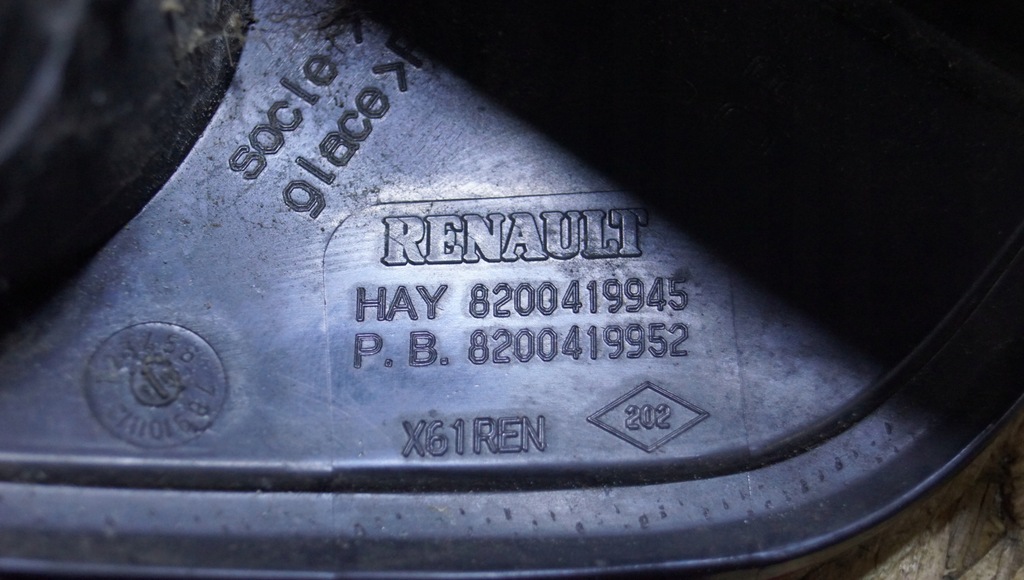 socle
glace >P
RENAULT
HAY 8200419945
P.B. 8200419952
X61REN
202